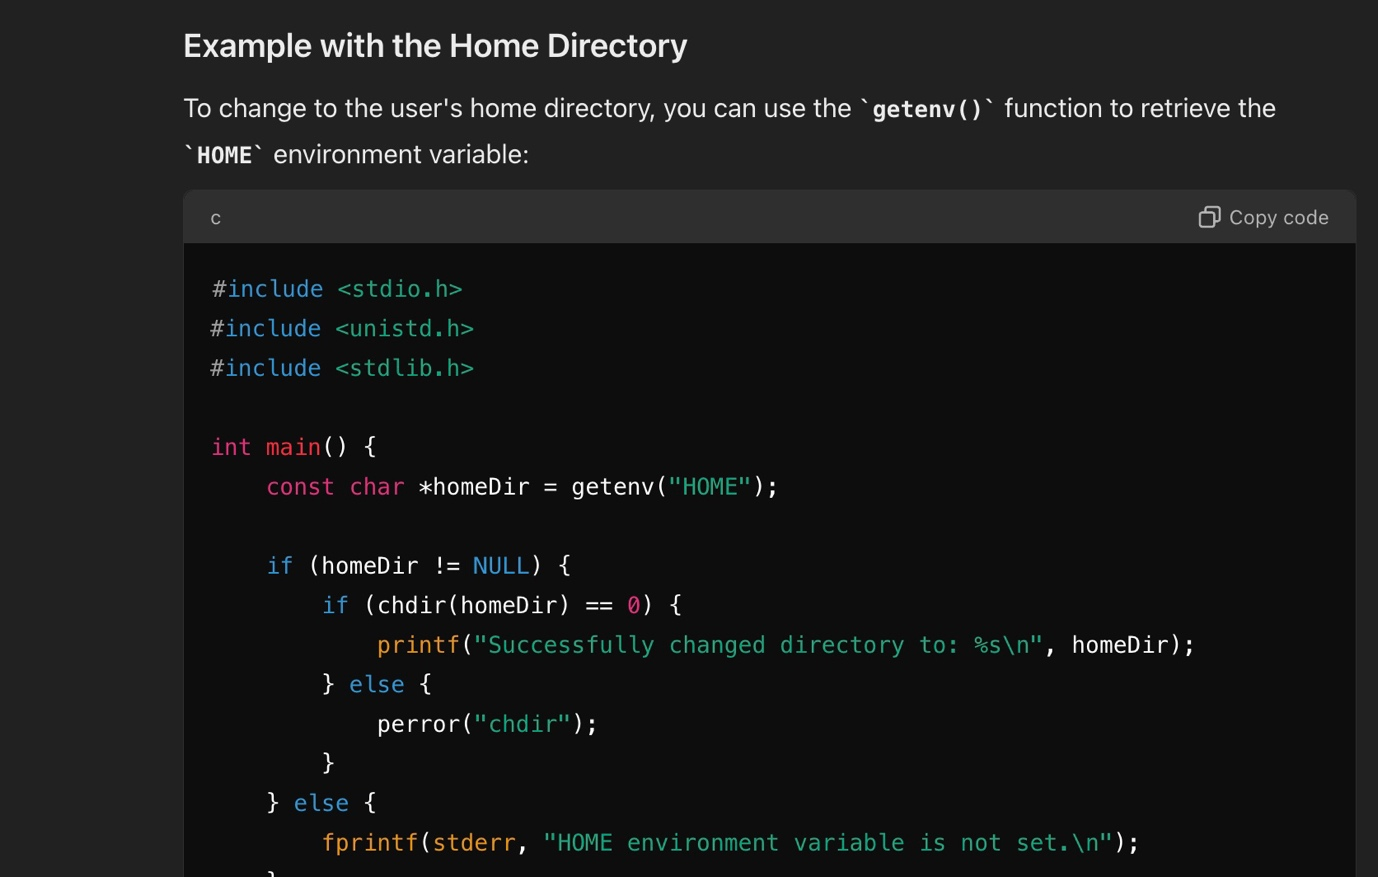 Example with the Home Directory
To change to the user's home directory, you can use the `getenv()` function to retrieve the
`HOME` environment variable:
c
Copy code
#include <stdio.h>
#include <unistd.h>
#include <stdlib.h>
int main() {
    const char *homeDir = getenv("HOME");
    if (homeDir != NULL) {
        if (chdir(homeDir) == 0) {
            printf("Successfully changed directory to: %s\n", homeDir);
        } else {
            perror("chdir");
        }
    } else {
        fprintf(stderr, "HOME environment variable is not set.\n");
    }